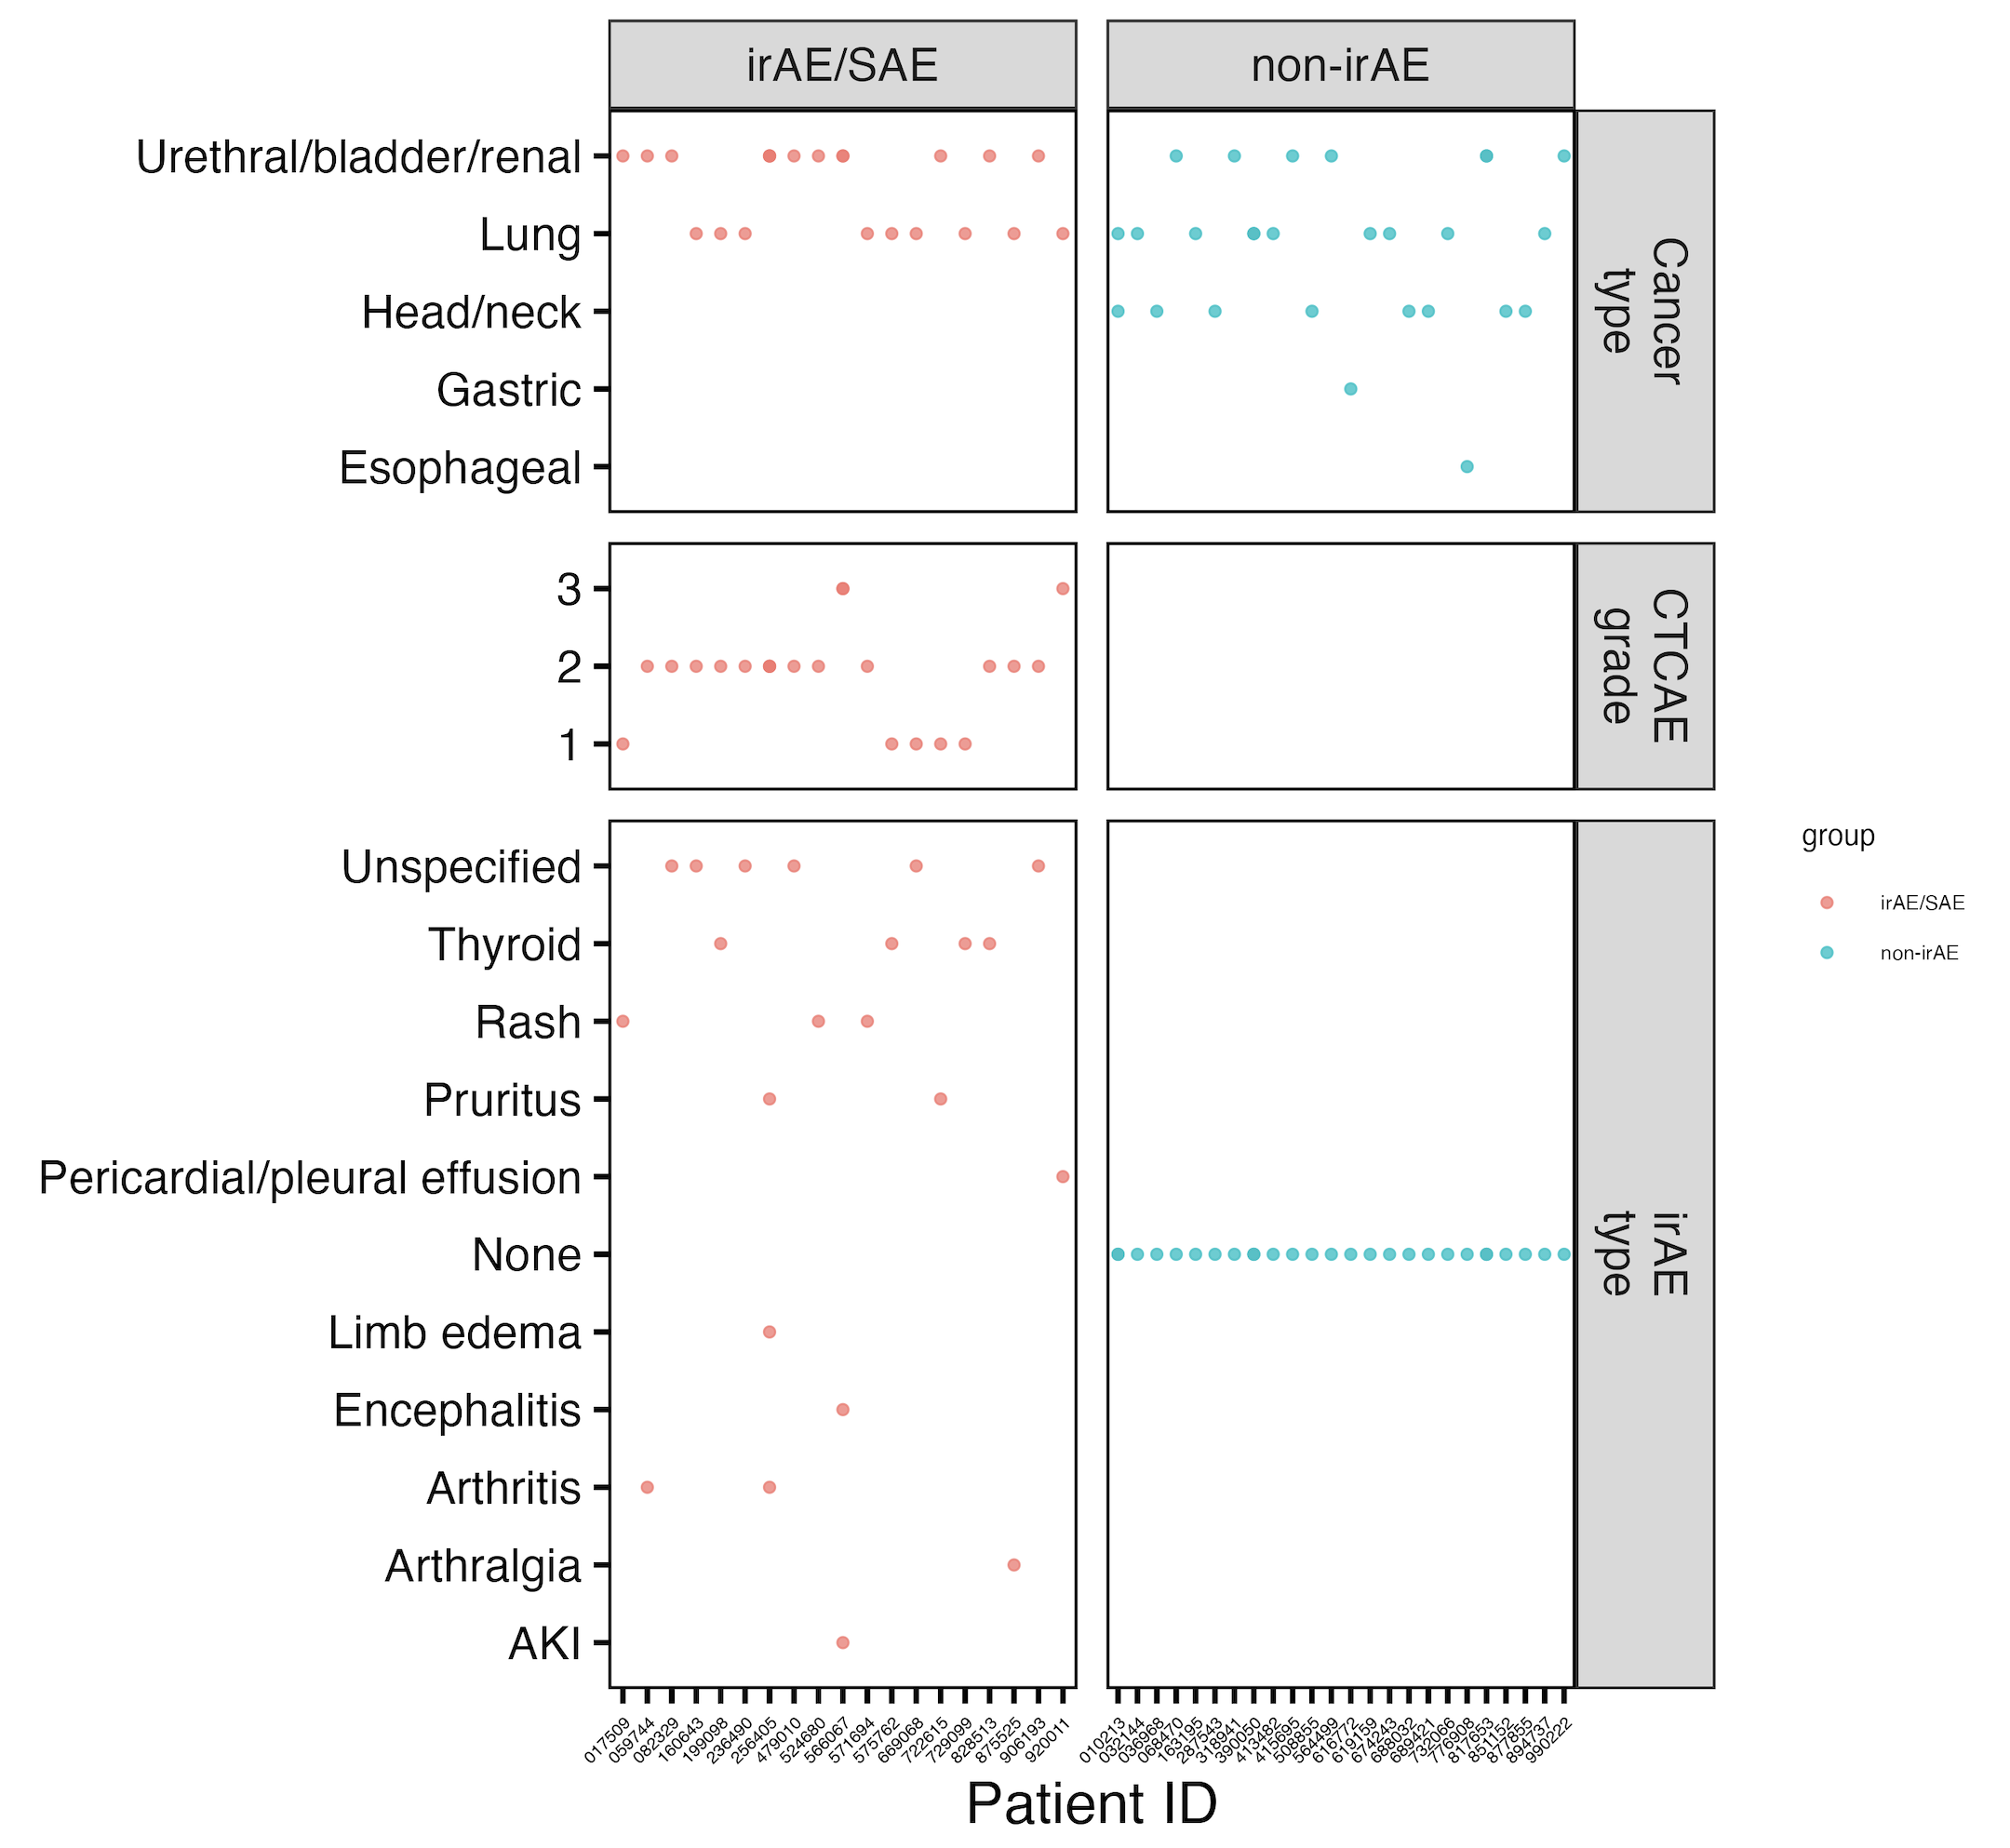 irAE/SAE
non-irAE
Urethral/bladder/renal
Lung
Head/neck
Gastric
Esophageal
Cancer
type
3
2
1
CTCAE
grade
Unspecified
Thyroid
Rash
Pruritus
Pericardial/pleural effusion
None
Limb edema
Encephalitis
Arthritis
Arthralgia
AKI
irAE
type
group
irAE/SAE
non-irAE
017509
059744
082329
160643
199098
236490
256405
479010
524680
566067
571694
575762
669068
722615
729099
828513
875525
906193
920011
010213
032144
036968
068470
163195
287543
318941
390050
413482
415695
508855
564499
616772
619159
674243
688032
689421
732066
776908
817653
851152
877855
894737
990222
Patient ID